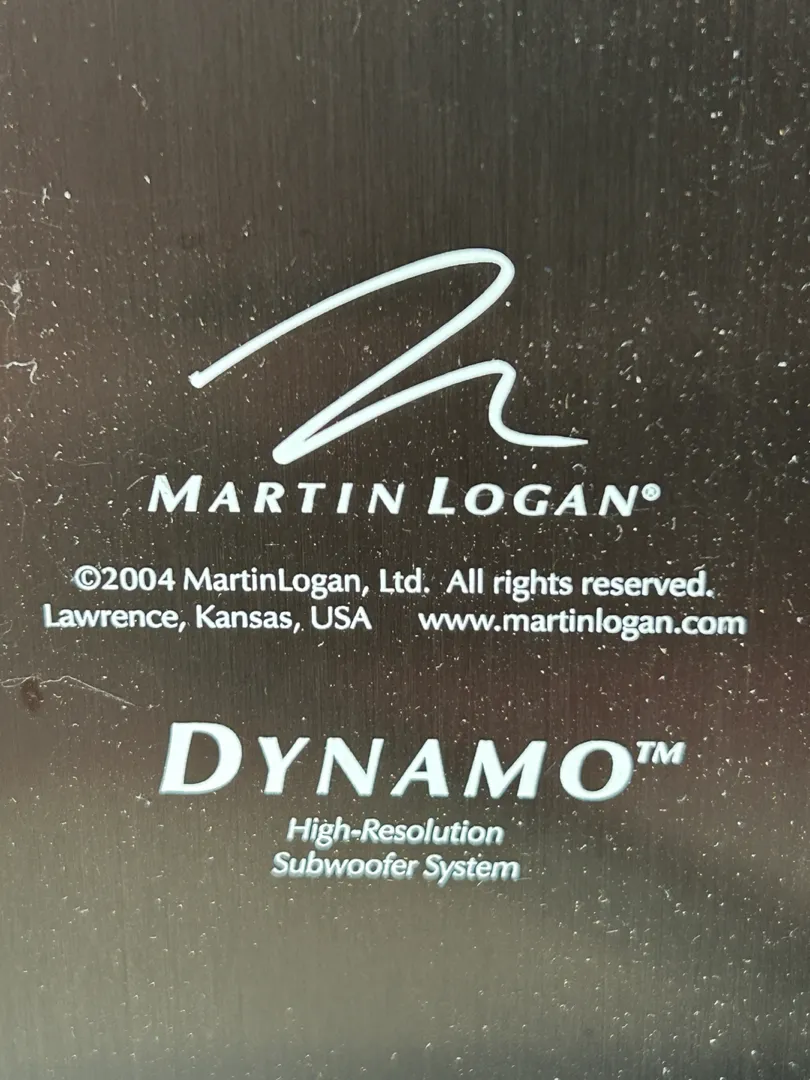 MARTIN LOGAN®
©2004 MartinLogan, Ltd. All rights reserved.
Lawrence, Kansas, USA www.martinlogan.com
DYNAMO™
High-Resolution
Subwoofer System